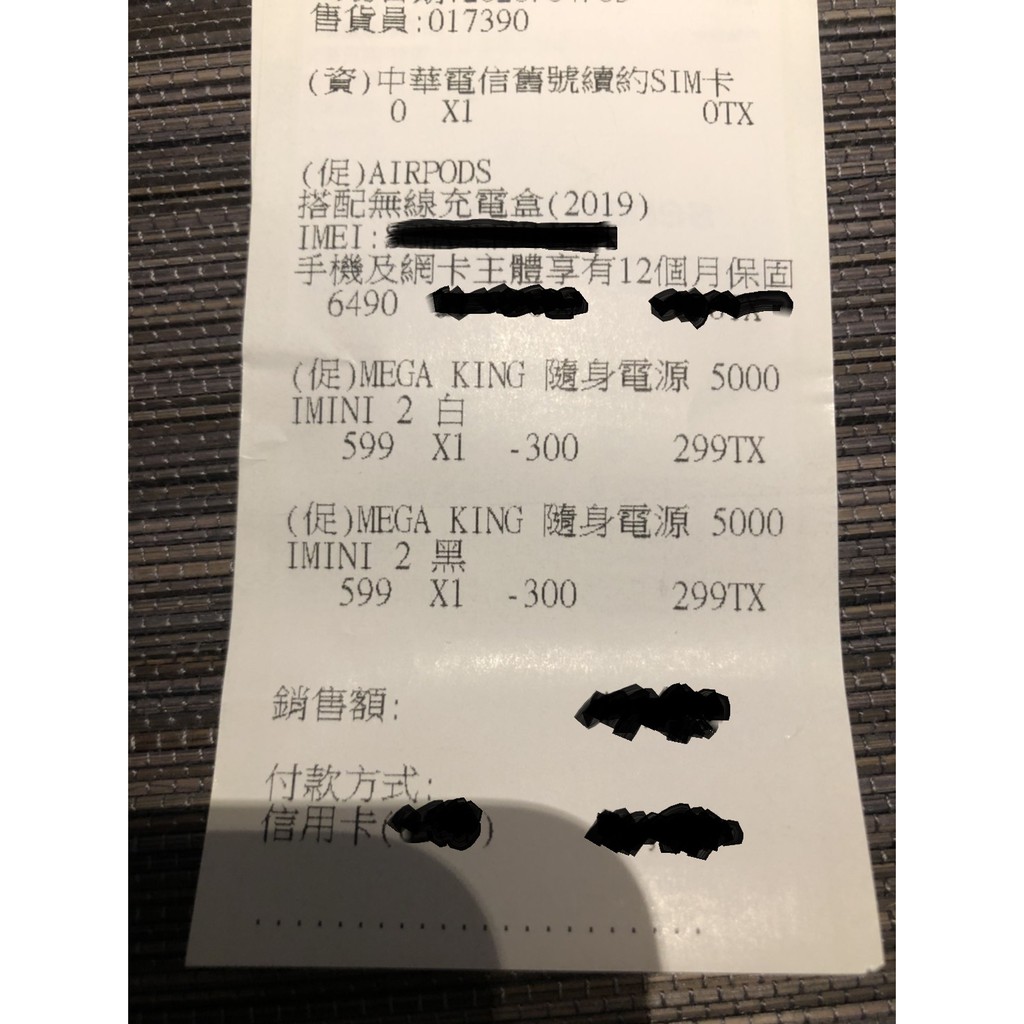 售貨員:017390
(資)中華電信舊號續約SIM卡
0 X1 0TX
(促)AIRPODS
搭配無線充電盒(2019)
IMEI:
手機及網卡主體享有12個月保固
6490
(促)MEGA KING 隨身電源 5000
IMINI 2 白
599 X1 -300 299TX
(促)MEGA KING 隨身電源 5000
IMINI 2 黑
599 X1 -300 299TX
銷售額:
付款方式:
信用卡( )